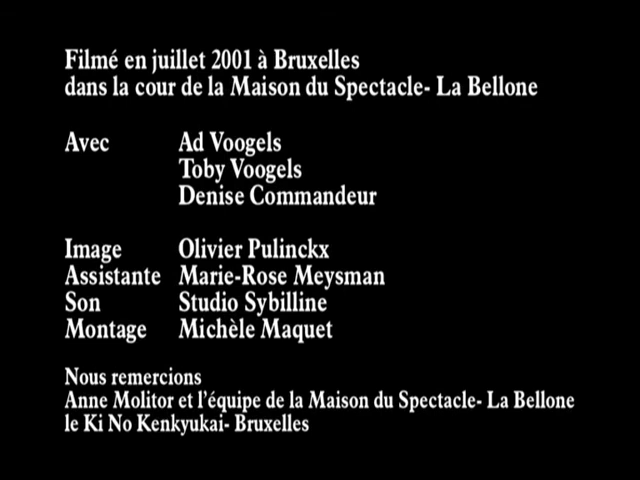 Filmé en juillet 2001 à Bruxelles
dans la cour de la Maison du Spectacle- La Bellone
Avec Ad Voogels
Toby Voogels
Denise Commandeur
Image Olivier Pulinckx
Assistante Marie-Rose Meysman
Son Studio Sybilline
Montage Michèle Maquet
Nous remercions
Anne Molitor et l'équipe de la Maison du Spectacle- La Bellone
le Ki No Kenkyukai- Bruxelles